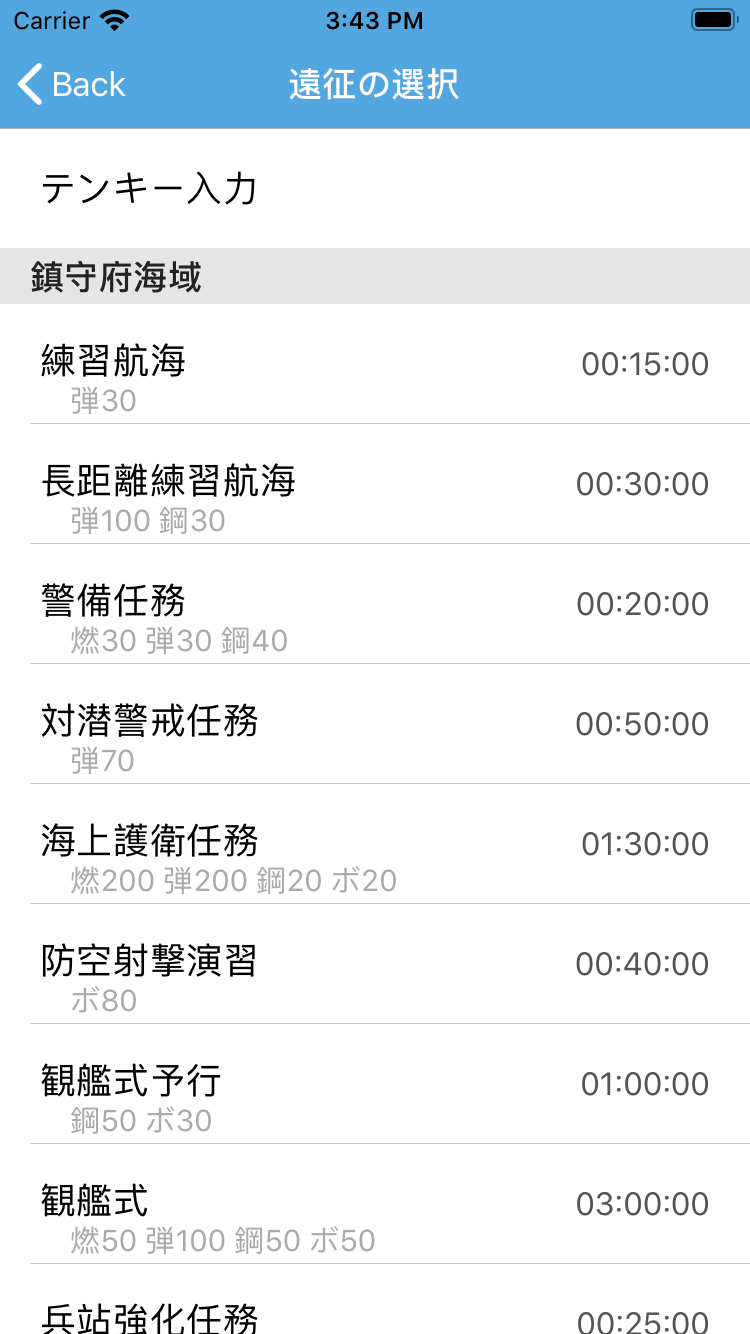 Carrier 3:43 PM
Back 遠征の選択
テンキー入力
鎮守府海域
練習航海 00:15:00
弾30
長距離練習航海 00:30:00
弾100 鋼30
警備任務 00:20:00
燃30 弾30 鋼40
対潜警戒任務 00:50:00
弾70
海上護衛任務 01:30:00
燃200 弾200 鋼20 ボ20
防空射撃演習 00:40:00
ボ80
観艦式予行 01:00:00
鋼50 ボ30
観艦式 03:00:00
燃50 弾100 鋼50 ボ50
兵站強化任務 00:25:00